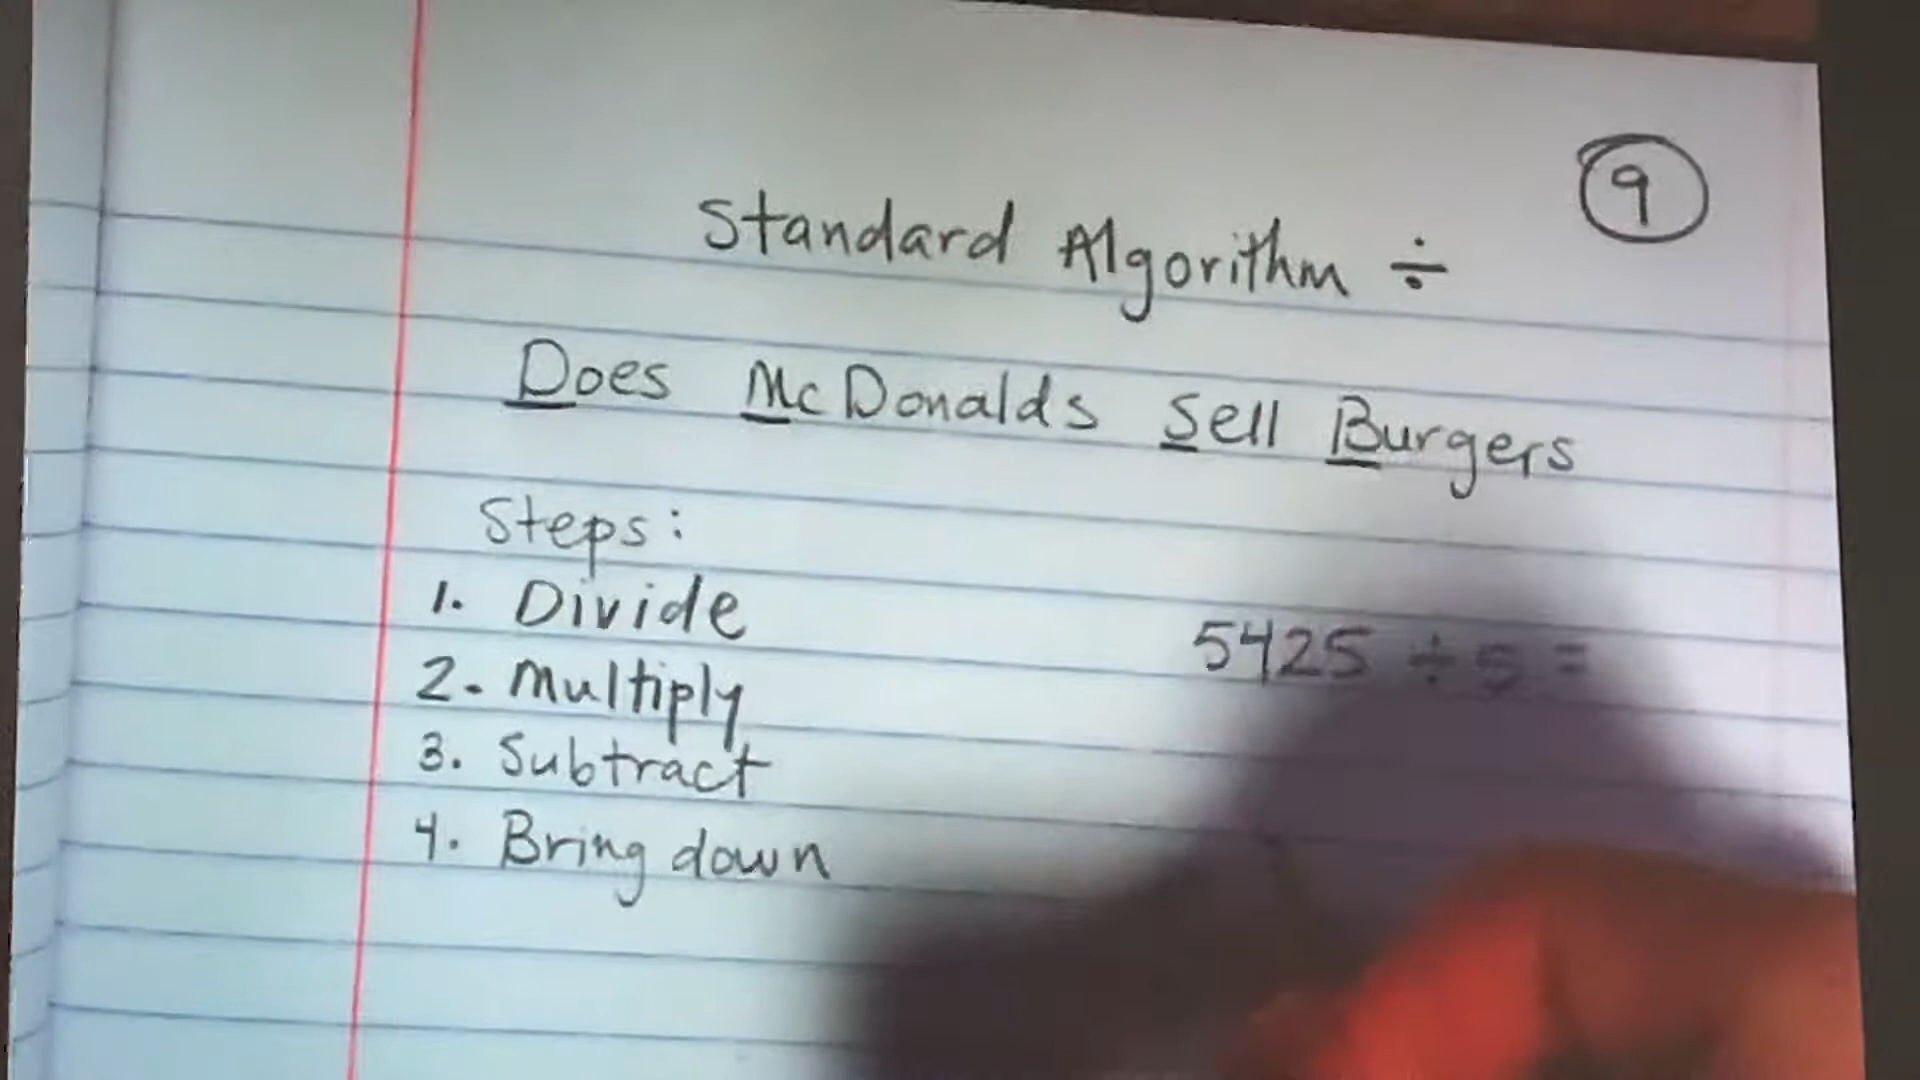 9
Standard Algorithm ÷
Does McDonalds Sell Burgers
Steps:
1. Divide
2. Multiply
3. Subtract
4. Bring down
5425 ÷ 5 =